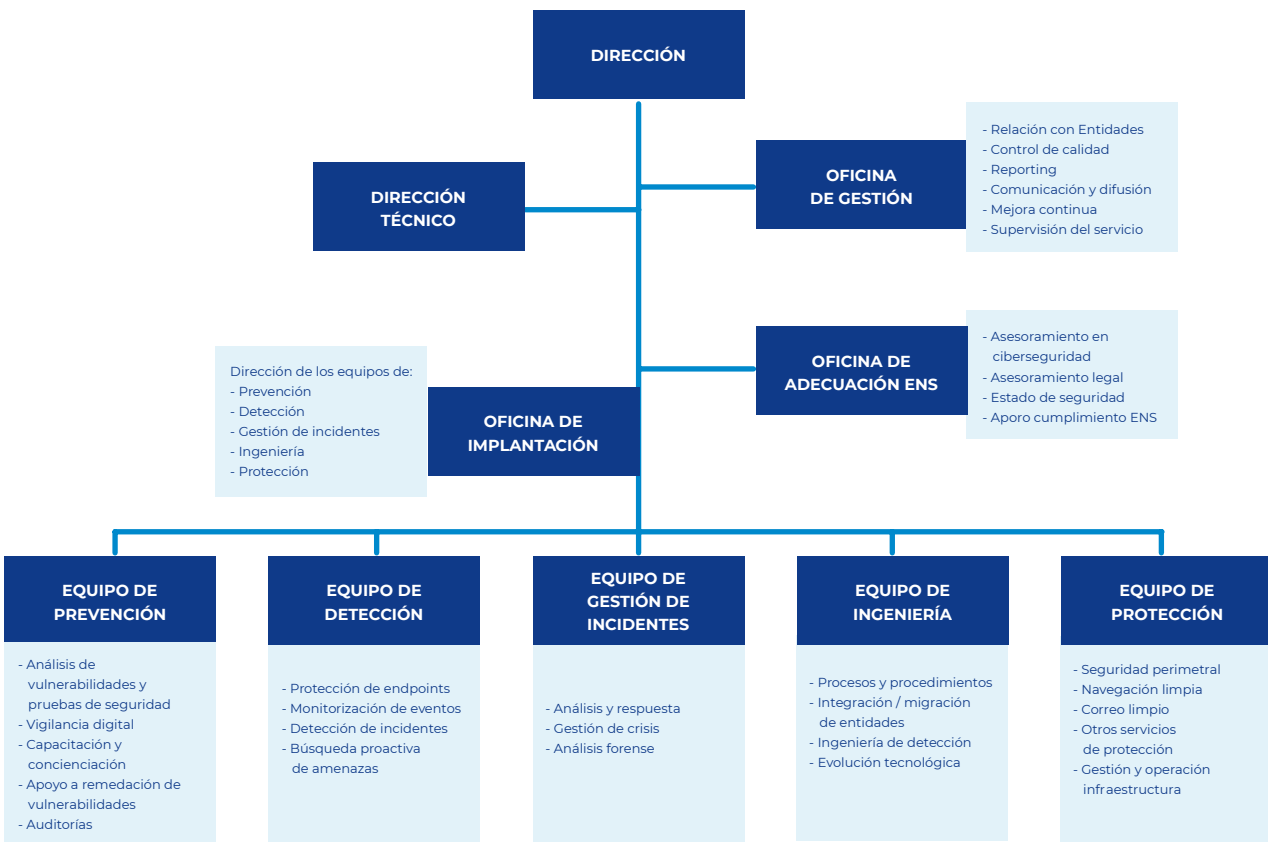 DIRECCIÓN
DIRECCIÓN
TÉCNICO
OFICINA
DE GESTIÓN
- Relación con Entidades
- Control de calidad
- Reporting
- Comunicación y difusión
- Mejora continua
- Supervisión del servicio
OFICINA DE
ADECUACIÓN ENS
- Asesoramiento en
ciberseguridad
- Asesoramiento legal
- Estado de seguridad
- Aporo cumplimiento ENS
Dirección de los equipos de:
- Prevención
- Detección
- Gestión de incidentes
- Ingeniería
- Protección
OFICINA DE
IMPLANTACIÓN
EQUIPO DE
PREVENCIÓN
- Análisis de
vulnerabilidades y
pruebas de seguridad
- Vigilancia digital
- Capacitación y
concienciación
- Apoyo a remedación de
vulnerabilidades
- Auditorías
EQUIPO DE
DETECCIÓN
- Protección de endpoints
- Monitorización de eventos
- Detección de incidentes
- Búsqueda proactiva
de amenazas
EQUIPO DE
GESTIÓN DE
INCIDENTES
- Análisis y respuesta
- Gestión de crisis
- Análisis forense
EQUIPO DE
INGENIERÍA
- Procesos y procedimientos
- Integración / migración
de entidades
- Ingeniería de detección
- Evolución tecnológica
EQUIPO DE
PROTECCIÓN
- Seguridad perimetral
- Navegación limpia
- Correo limpio
- Otros servicios
de protección
- Gestión y operación
infraestructura